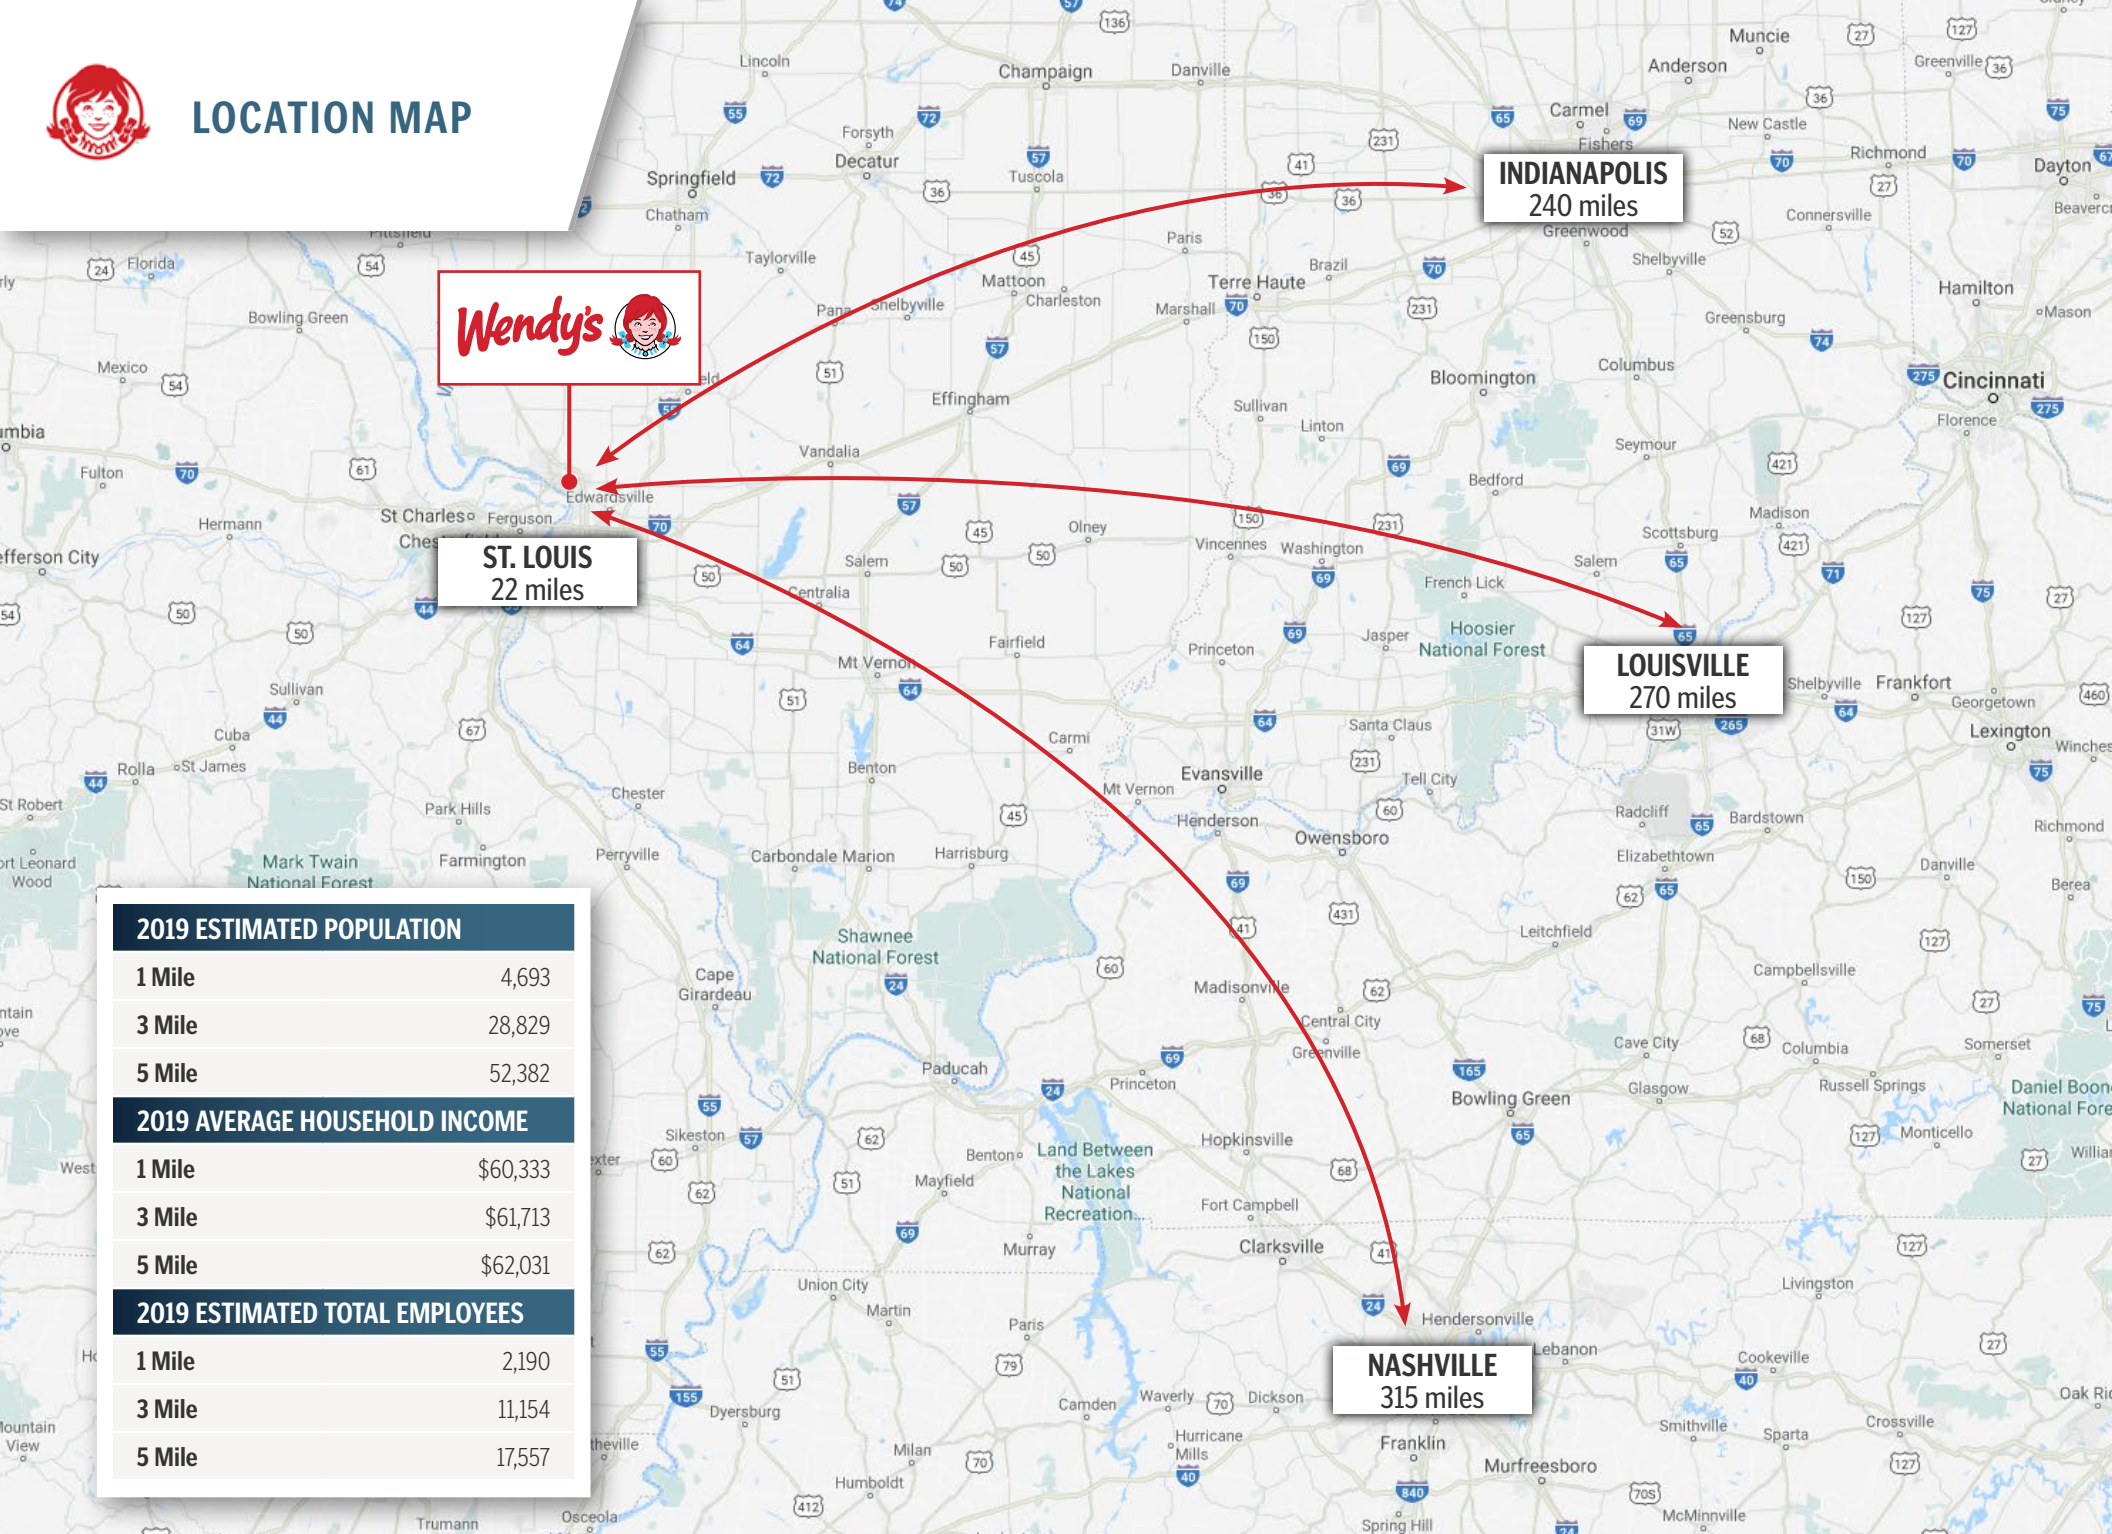 LOCATION MAP
Wendy's
INDIANAPOLIS
240 miles
ST. LOUIS
22 miles
LOUISVILLE
270 miles
NASHVILLE
315 miles
2019 ESTIMATED POPULATION
1 Mile 4,693
3 Mile 28,829
5 Mile 52,382
2019 AVERAGE HOUSEHOLD INCOME
1 Mile $60,333
3 Mile $61,713
5 Mile $62,031
2019 ESTIMATED TOTAL EMPLOYEES
1 Mile 2,190
3 Mile 11,154
5 Mile 17,557
Lincoln
Champaign
Danville
Muncie
Anderson
Greenville
Carmel
Fishers
New Castle
Richmond
Dayton
Forsyth
Decatur
Springfield
Chatham
Tuscola
Connersville
Greenwood
Shelbyville
Florida
Taylorville
Paris
Mattoon
Charleston
Terre Haute
Brazil
Marshall
Hamilton
Mason
Bowling Green
Pana
Shelbyville
Greensburg
Mexico
Columbus
Bloomington
Cincinnati
Florence
Effingham
Sullivan
Linton
Seymour
Vandalia
Bedford
Fulton
Edwardsville
St Charles
Ferguson
Hermann
Olney
Vincennes
Washington
Madison
Scottsburg
Salem
Salem
French Lick
Centralia
Fairfield
Mt Vernon
Princeton
Jasper
Hoosier
National Forest
Shelbyville
Frankfort
Georgetown
Lexington
Sullivan
Cuba
Rolla
St James
St Robert
Carmi
Santa Claus
Benton
Evansville
Tell City
Mt Vernon
Henderson
Owensboro
Chester
Park Hills
Farmington
Perryville
Radcliff
Bardstown
Richmond
Elizabethtown
Danville
Berea
Mark Twain
National Forest
Wood
Carbondale
Marion
Harrisburg
Shawnee
National Forest
Leitchfield
Campbellsville
Cape
Girardeau
Madisonville
Central City
Greenville
Cave City
Columbia
Somerset
Paducah
Princeton
Bowling Green
Glasgow
Russell Springs
Sikeston
Benton
Land Between
the Lakes
National
Recreation...
Hopkinsville
Monticello
Mayfield
Fort Campbell
Murray
Clarksville
Union City
Livingston
Martin
Paris
Hendersonville
Lebanon
Cookeville
Dyersburg
Camden
Waverly
Dickson
Smithville
Sparta
Crossville
View
Milan
Hurricane
Mills
Franklin
Murfreesboro
Humboldt
McMinnville
Trumann
Osceola
Spring Hill